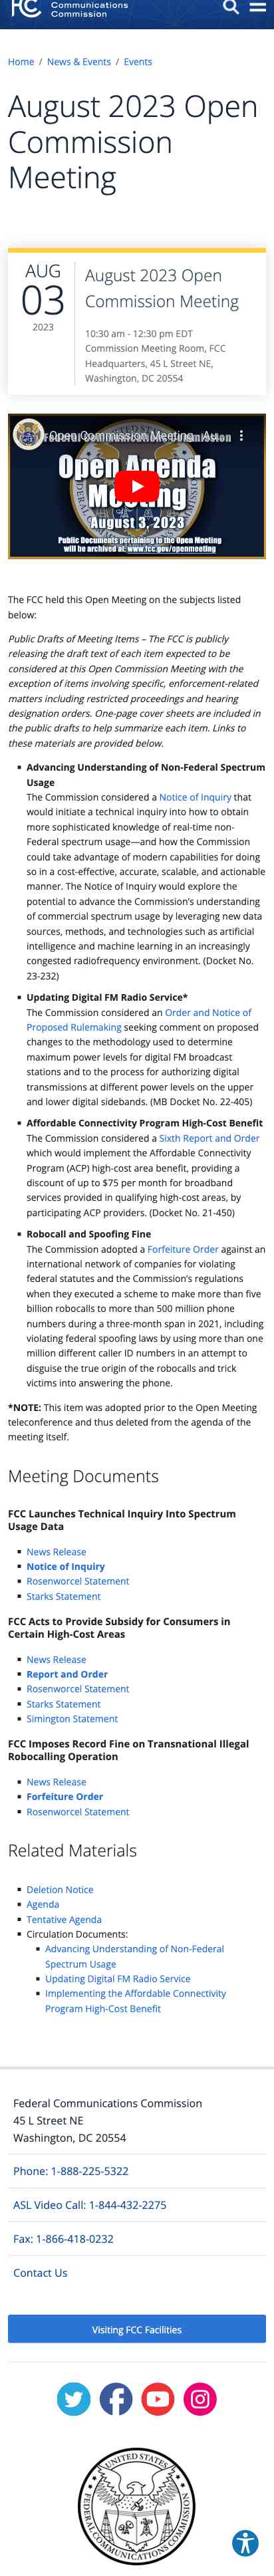 Communications
Commission
Home / News & Events / Events
August 2023 Open
Commission
Meeting
AUG
03
2023
August 2023 Open
Commission Meeting
10:30 am - 12:30 pm EDT
Commission Meeting Room, FCC
Headquarters, 45 L Street NE,
Washington, DC 20554
Open Commission Meeting - Au...
Open Agenda
Meeting
August 3, 2023
Public Documents pertaining to the Open Meeting
will be archived at: www.fcc.gov/openmeeting
The FCC held this Open Meeting on the subjects listed
below:
Public Drafts of Meeting Items – The FCC is publicly
releasing the draft text of each item expected to be
considered at this Open Commission Meeting with the
exception of items involving specific, enforcement-related
matters including restricted proceedings and hearing
designation orders. One-page cover sheets are included in
the public drafts to help summarize each item. Links to
these materials are provided below.
Advancing Understanding of Non-Federal Spectrum
Usage
The Commission considered a Notice of Inquiry that
would initiate a technical inquiry into how to obtain
more sophisticated knowledge of real-time non-
Federal spectrum usage—and how the Commission
could take advantage of modern capabilities for doing
so in a cost-effective, accurate, scalable, and actionable
manner. The Notice of Inquiry would explore the
potential to advance the Commission's understanding
of commercial spectrum usage by leveraging new data
sources, methods, and technologies such as artificial
intelligence and machine learning in an increasingly
congested radiofrequency environment. (Docket No.
23-232)
Updating Digital FM Radio Service*
The Commission considered an Order and Notice of
Proposed Rulemaking seeking comment on proposed
changes to the methodology used to determine
maximum power levels for digital FM broadcast
stations and to the process for authorizing digital
transmissions at different power levels on the upper
and lower digital sidebands. (MB Docket No. 22-405)
Affordable Connectivity Program High-Cost Benefit
The Commission considered a Sixth Report and Order
which would implement the Affordable Connectivity
Program (ACP) high-cost area benefit, providing a
discount of up to $75 per month for broadband
services provided in qualifying high-cost areas, by
participating ACP providers. (Docket No. 21-450)
Robocall and Spoofing Fine
The Commission adopted a Forfeiture Order against an
international network of companies for violating
federal statutes and the Commission's regulations
when they executed a scheme to make more than five
billion robocalls to more than 500 million phone
numbers during a three-month span in 2021, including
violating federal spoofing laws by using more than one
million different caller ID numbers in an attempt to
disguise the true origin of the robocalls and trick
victims into answering the phone.
*NOTE: This item was adopted prior to the Open Meeting
teleconference and thus deleted from the agenda of the
meeting itself.
Meeting Documents
FCC Launches Technical Inquiry Into Spectrum
Usage Data
News Release
Notice of Inquiry
Rosenworcel Statement
Starks Statement
FCC Acts to Provide Subsidy for Consumers in
Certain High-Cost Areas
News Release
Report and Order
Rosenworcel Statement
Starks Statement
Simington Statement
FCC Imposes Record Fine on Transnational Illegal
Robocalling Operation
News Release
Forfeiture Order
Rosenworcel Statement
Related Materials
Deletion Notice
Agenda
Tentative Agenda
Circulation Documents:
Advancing Understanding of Non-Federal
Spectrum Usage
Updating Digital FM Radio Service
Implementing the Affordable Connectivity
Program High-Cost Benefit
Federal Communications Commission
45 L Street NE
Washington, DC 20554
Phone: 1-888-225-5322
ASL Video Call: 1-844-432-2275
Fax: 1-866-418-0232
Contact Us
Visiting FCC Facilities
UNITED STATES
FEDERAL COMMUNICATIONS COMMISSION